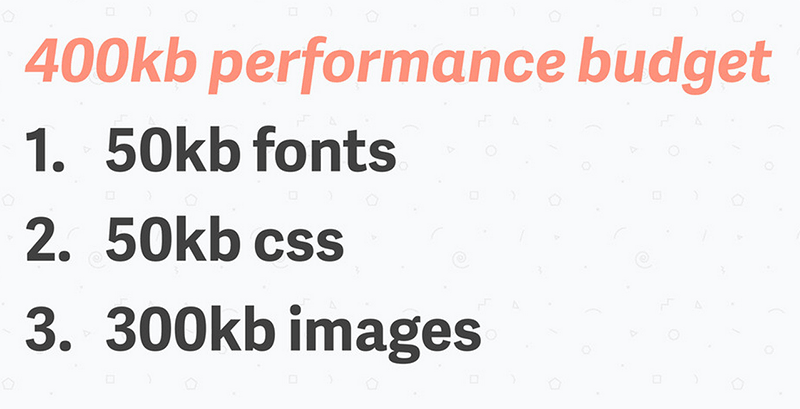 400kb performance budget
1. 50kb fonts
2. 50kb css
3. 300kb images